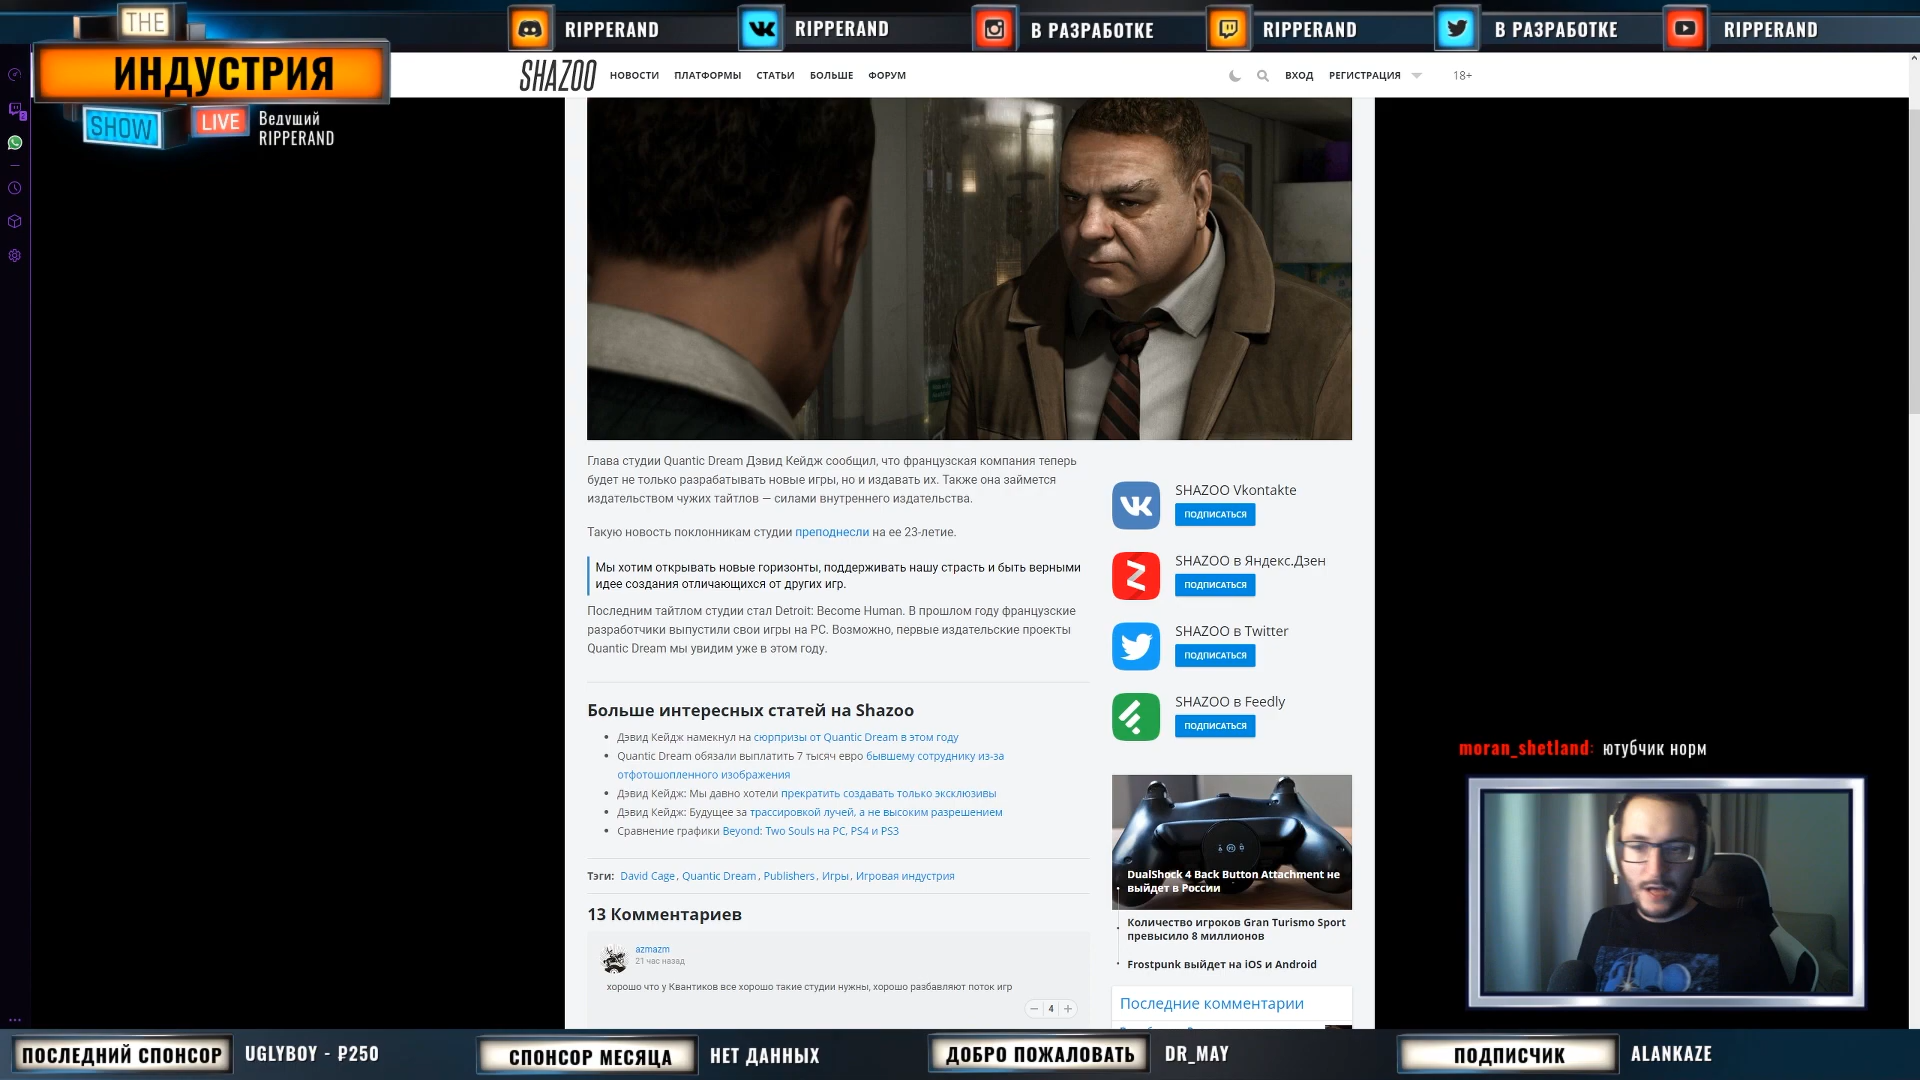 THE
ИНДУСТРИЯ
SHOW
LIVE
Ведущий
RIPPERAND
RIPPERAND
RIPPERAND
В РАЗРАБОТКЕ
RIPPERAND
В РАЗРАБОТКЕ
RIPPERAND
SHAZOO
НОВОСТИ
ПЛАТФОРМЫ
СТАТЬИ
БОЛЬШЕ
ФОРУМ
ВХОД
РЕГИСТРАЦИЯ
18+
Глава студии Quantic Dream Дэвид Кейдж сообщил, что французская компания теперь
будет не только разрабатывать новые игры, но и издавать их. Также она займется
издательством чужих тайтлов — силами внутреннего издательства.
Такую новость поклонникам студии преподнесли на ее 23-летие.
Мы хотим открывать новые горизонты, поддерживать нашу страсть и быть верными
идее создания отличающихся от других игр.
Последним тайтлом студии стал Detroit: Become Human. В прошлом году французские
разработчики выпустили свои игры на PC. Возможно, первые издательские проекты
Quantic Dream мы увидим уже в этом году.
Больше интересных статей на Shazoo
Дэвид Кейдж намекнул на сюрпризы от Quantic Dream в этом году
Quantic Dream обязали выплатить 7 тысяч евро бывшему сотруднику из-за
отфотошопленного изображения
Дэвид Кейдж: Мы давно хотели прекратить создавать только эксклюзивы
Дэвид Кейдж: Будущее за трассировкой лучей, а не высоким разрешением
Сравнение графики Beyond: Two Souls на PC, PS4 и PS3
Тэги: David Cage, Quantic Dream, Publishers, Игры, Игровая индустрия
13 Комментариев
azmazm
21 час назад
хорошо что у Квантиков все хорошо такие студии нужны, хорошо разбавляют поток игр
4
SHAZOO Vkontakte
ПОДПИСАТЬСЯ
SHAZOO в Яндекс.Дзен
ПОДПИСАТЬСЯ
SHAZOO в Twitter
ПОДПИСАТЬСЯ
SHAZOO в Feedly
ПОДПИСАТЬСЯ
DualShock 4 Back Button Attachment не
выйдет в России
Количество игроков Gran Turismo Sport
превысило 8 миллионов
Frostpunk выйдет на iOS и Android
Последние комментарии
moran_shetland: ютубчик норм
ПОСЛЕДНИЙ СПОНСОР
UGLYBOY - ₽250
СПОНСОР МЕСЯЦА
НЕТ ДАННЫХ
ДОБРО ПОЖАЛОВАТЬ
DR_MAY
ПОДПИСЧИК
ALANKAZE